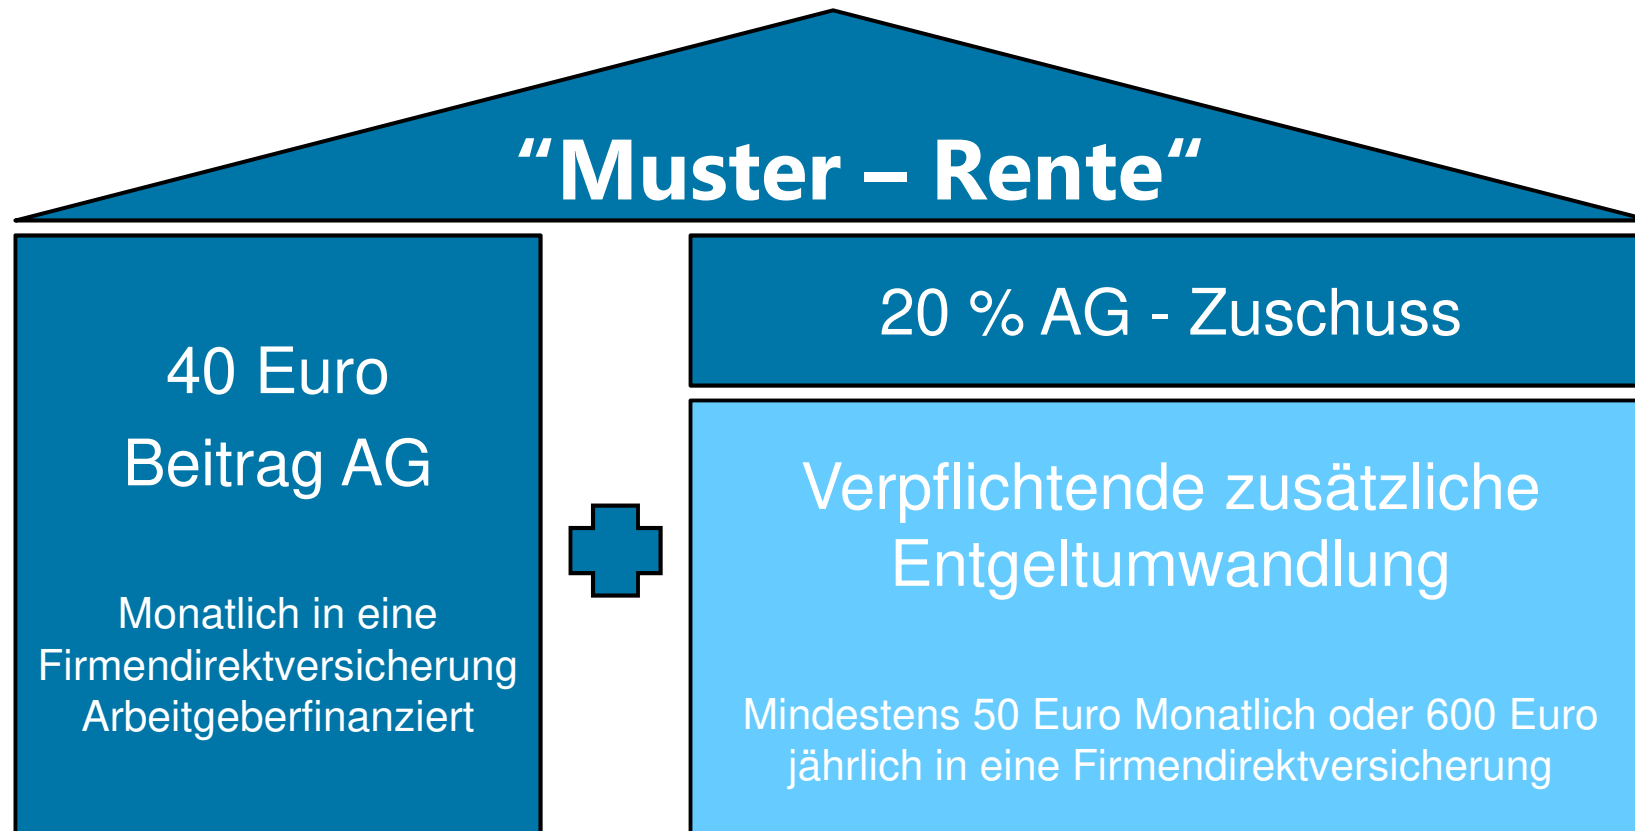 “Muster – Rente“
40 Euro
Beitrag AG
Monatlich in eine
Firmendirektversicherung
Arbeitgeberfinanziert
20 % AG - Zuschuss
Verpflichtende zusätzliche
Entgeltumwandlung
Mindestens 50 Euro Monatlich oder 600 Euro
jährlich in eine Firmendirektversicherung